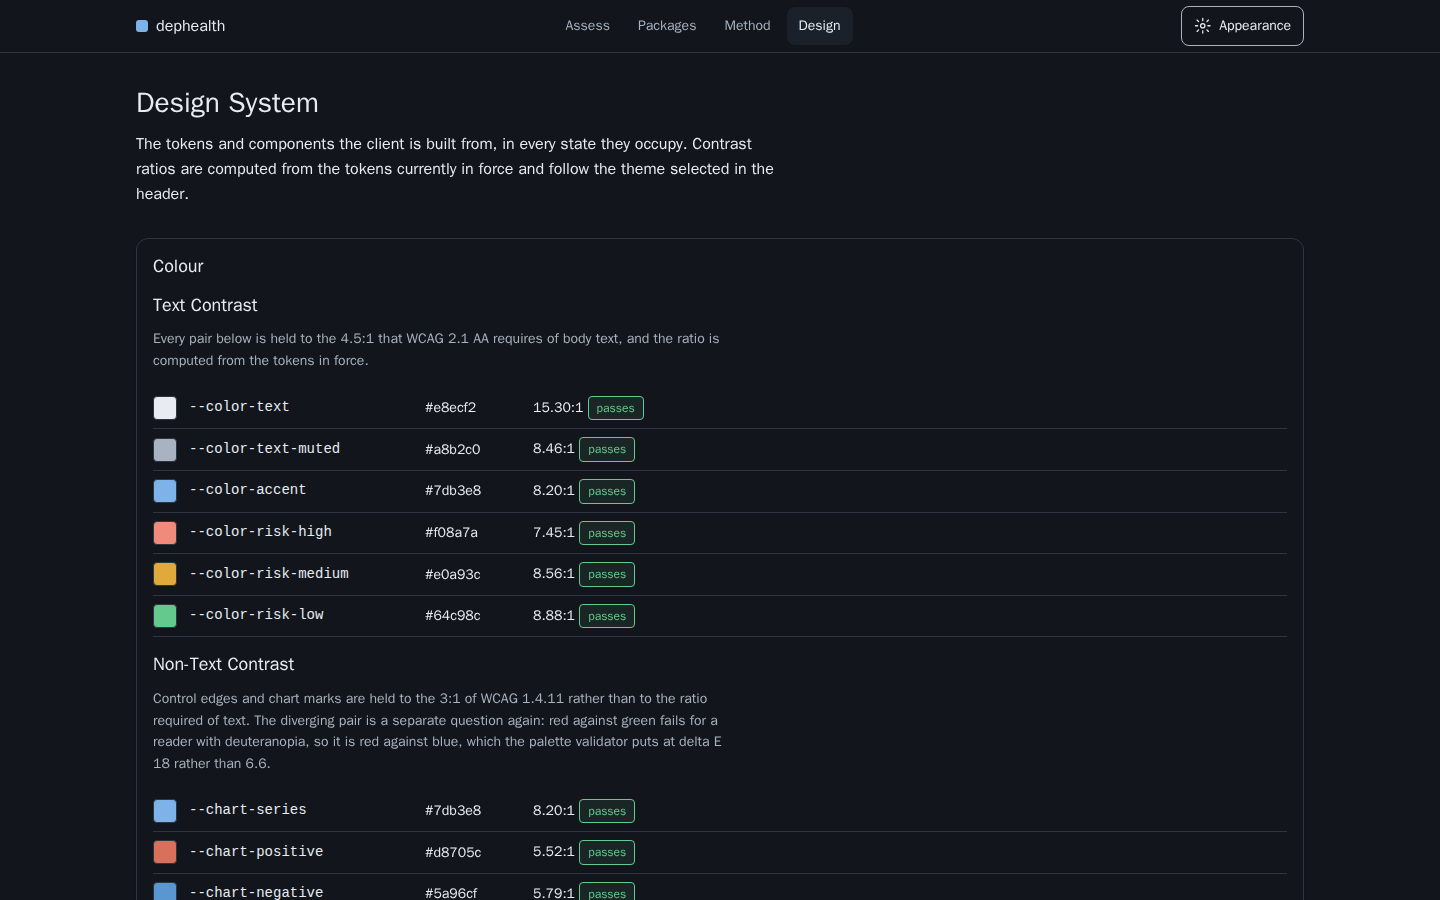 dephealth
Assess Packages Method Design
Appearance
Design System
The tokens and components the client is built from, in every state they occupy. Contrast
ratios are computed from the tokens currently in force and follow the theme selected in the
header.
Colour
Text Contrast
Every pair below is held to the 4.5:1 that WCAG 2.1 AA requires of body text, and the ratio is
computed from the tokens in force.
--color-text #e8ecf2 15.30:1 passes
--color-text-muted #a8b2c0 8.46:1 passes
--color-accent #7db3e8 8.20:1 passes
--color-risk-high #f08a7a 7.45:1 passes
--color-risk-medium #e0a93c 8.56:1 passes
--color-risk-low #64c98c 8.88:1 passes
Non-Text Contrast
Control edges and chart marks are held to the 3:1 of WCAG 1.4.11 rather than to the ratio
required of text. The diverging pair is a separate question again: red against green fails for a
reader with deuteranopia, so it is red against blue, which the palette validator puts at delta E
18 rather than 6.6.
--chart-series #7db3e8 8.20:1 passes
--chart-positive #d8705c 5.52:1 passes
--chart-negative #5a96cf 5.79:1 passes